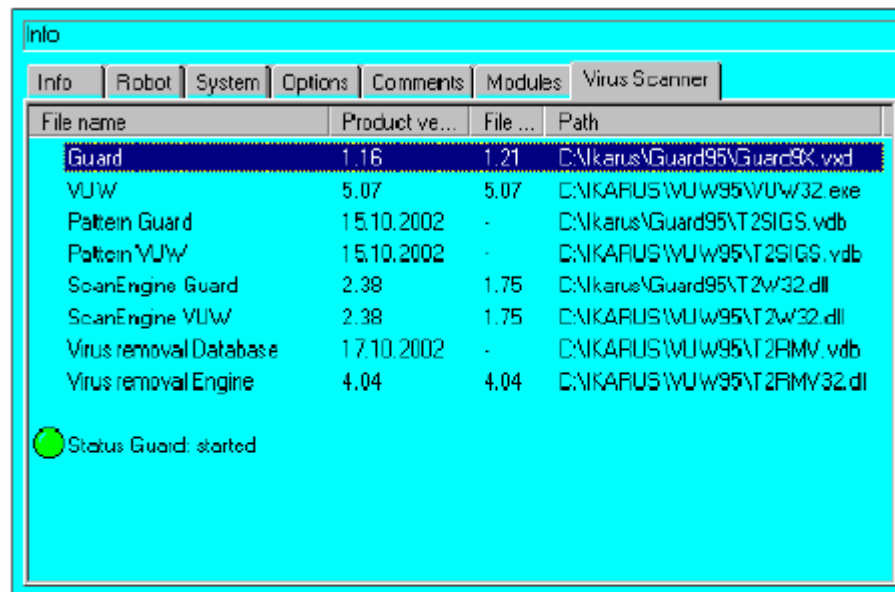 Info
Info Robot System Options Comments Modules Virus Scanner
File name Product ve... File ... Path
Guard 1.16 1.21 C:\Ikarus\Guard95\Guard9X.vxd
VUW 5.07 5.07 C:\IKARUS\VUW95\VUW32.exe
Pattern Guard 15.10.2002 - C:\Ikarus\Guard95\T2SIGS.vdb
Pattern VUW 15.10.2002 - C:\IKARUS\VUW95\T2SIGS.vdb
ScanEngine Guard 2.38 1.75 C:\Ikarus\Guard95\T2W32.dll
ScanEngine VUW 2.38 1.75 C:\IKARUS\VUW95\T2W32.dll
Virus removal Database 17.10.2002 - C:\IKARUS\VUW95\T2RMV.vdb
Virus removal Engine 4.04 4.04 C:\IKARUS\VUW95\T2RMV32.dl
Status Guard: started